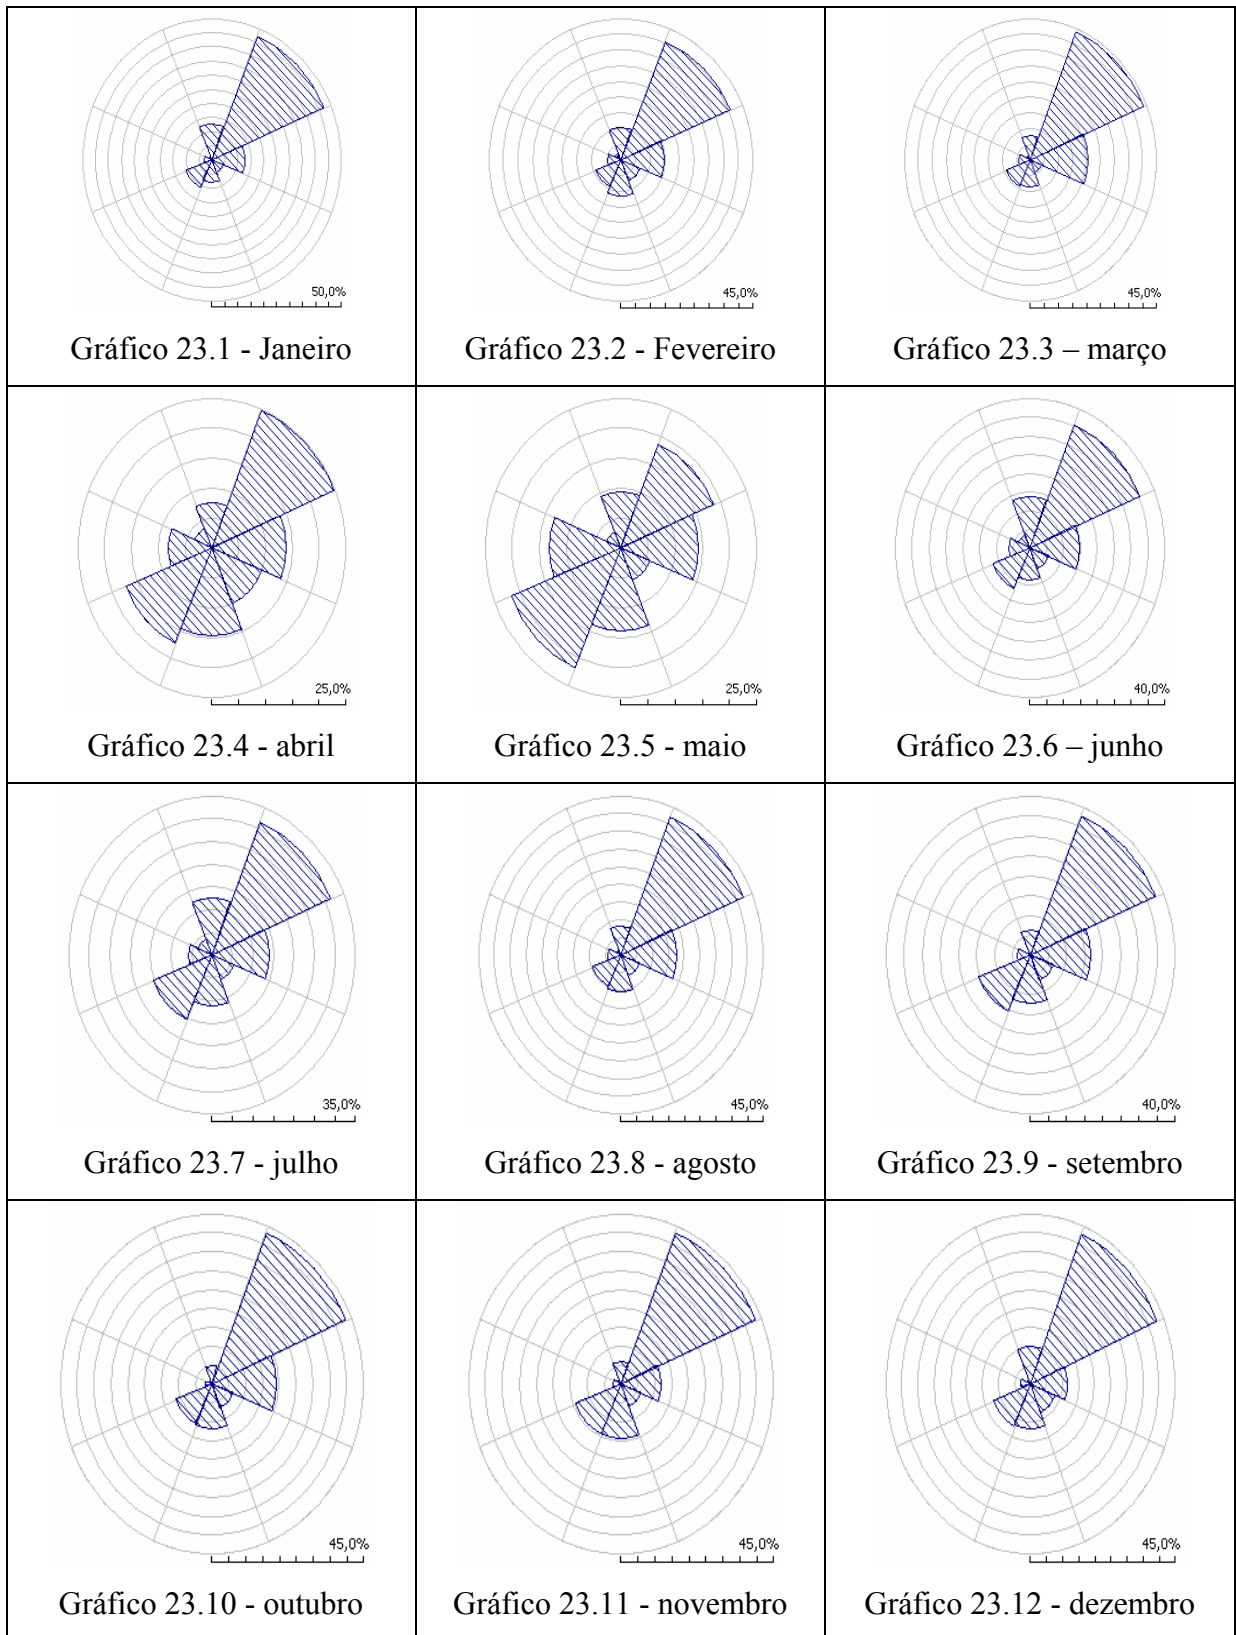 50,0%
Gráfico 23.1 - Janeiro
45,0%
Gráfico 23.2 - Fevereiro
45,0%
Gráfico 23.3 – março
25,0%
Gráfico 23.4 - abril
25,0%
Gráfico 23.5 - maio
40,0%
Gráfico 23.6 – junho
35,0%
Gráfico 23.7 - julho
45,0%
Gráfico 23.8 - agosto
40,0%
Gráfico 23.9 - setembro
45,0%
Gráfico 23.10 - outubro
45,0%
Gráfico 23.11 - novembro
45,0%
Gráfico 23.12 - dezembro